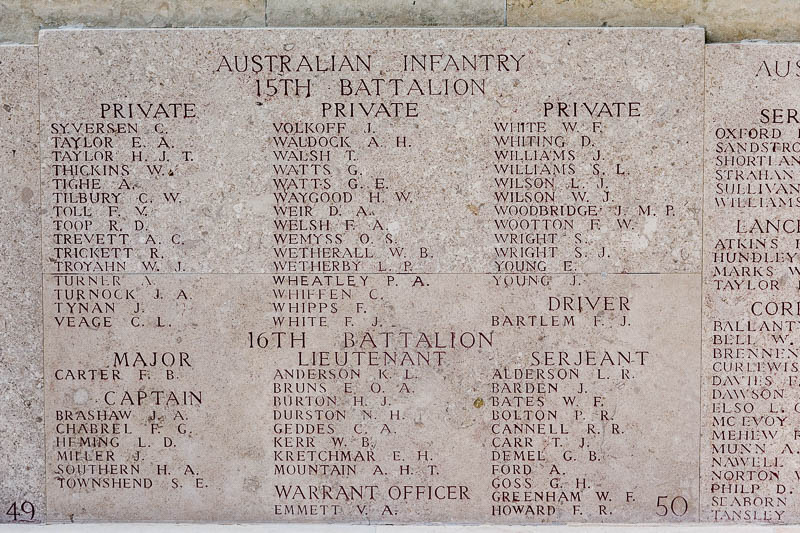 AUSTRALIAN INFANTRY
15TH BATTALION
PRIVATE
SYVERSEN C.
TAYLOR E. A.
TAYLOR H. J. T.
THICKINS W.
TIGHE A.
TILBURY C. W.
TOLL F. V.
TOOP R. D.
TREVETT A. C.
TRICKETT R.
TROYAHN W. J.
TURNER
TURNOCK J. A.
TYNAN J.
VEAGE C. L.
PRIVATE
VOLKOFF J.
WALDOCK A. H.
WALSH T.
WATTS G.
WATTS G. E.
WAYGOOD H. W.
WEIR D. A.
WELSH F. A.
WEMYSS O. S.
WETHERALL W. B.
WETHERBY L. P.
WHEATLEY P. A.
WHIFFEN C.
WHIPPS F.
WHITE F. J.
PRIVATE
WHITE W. F.
WHITING D.
WILLIAMS J.
WILLIAMS S. L.
WILSON L. J.
WILSON W. J.
WOODBRIDGE J. M. P.
WOOTTON F. W.
WRIGHT S.
WRIGHT S. J.
YOUNG E.
YOUNG J.
DRIVER
BARTLEM F. J.
16TH BATTALION
MAJOR
CARTER F. B.
CAPTAIN
BRASHAW J. A.
CHABREL F. G.
HEMING L. D.
MILLER J.
SOUTHERN H. A.
TOWNSHEND S. E.
LIEUTENANT
ANDERSON K. L.
BRUNS E. O. A.
BURTON H. J.
DURSTON N. H.
GEDDES C. A.
KERR W. B.
KRETCHMAR E. H.
MOUNTAIN A. H. T.
WARRANT OFFICER
EMMETT V. A.
SERJEANT
ALDERSON L. R.
BARDEN J.
BATES W. F.
BOLTON P. R.
CANNELL R. R.
CARR T. J.
DEMEL G. B.
FORD A.
GOSS G. H.
GREENHAM W. F.
HOWARD F. R.
49
50
AUS
SER
OXFORD
SANDSTRO
SHORTLAN
STRAHAN
SULLIVAN
WILLIAMS
LANC
ATKINS
HUNDLEY
MARKS W
TAYLOR
COR
BALLANT
BELL W.
BRENNEN
CURLEWIS
DAVIES
DAWSON
ELSO L.
MC EVOY
MEHEW
MUNN A.
NAWELL
NORTON
PHILP D.
SEABORN
TANSLEY